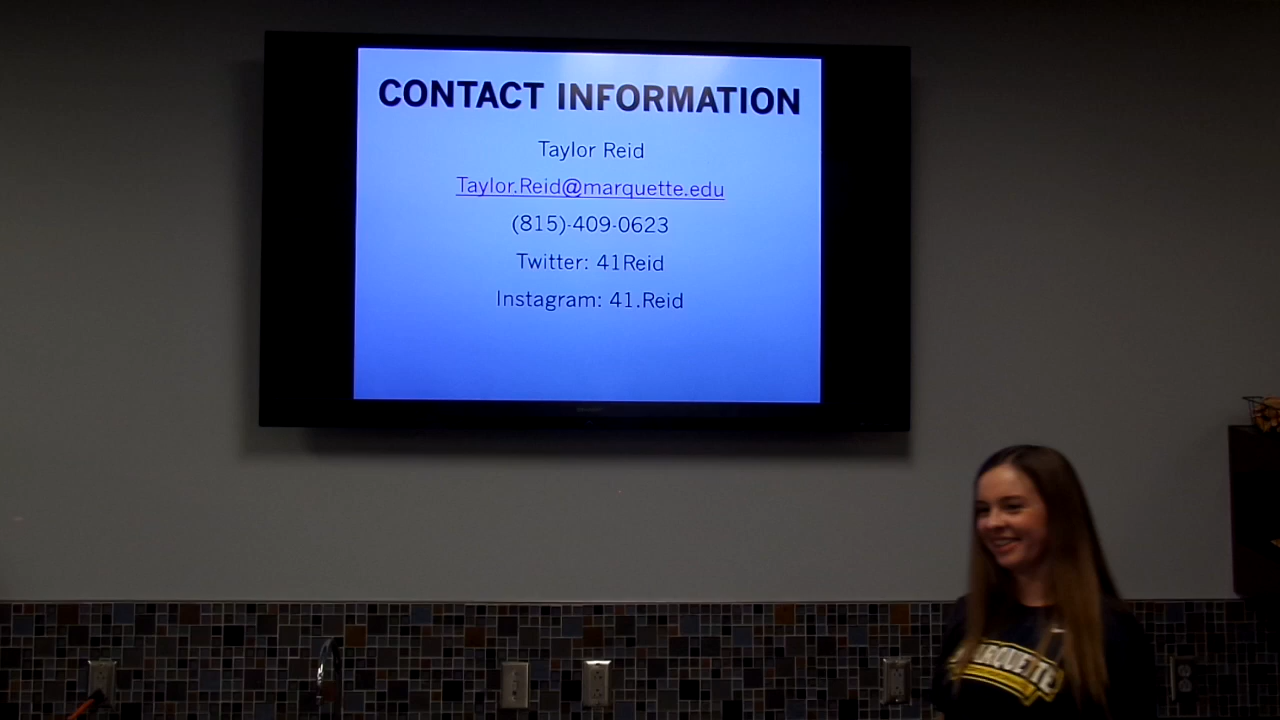 CONTACT INFORMATION
Taylor Reid
Taylor.Reid@marquette.edu
(815)-409-0623
Twitter: 41Reid
Instagram: 41.Reid
MARQUETTE